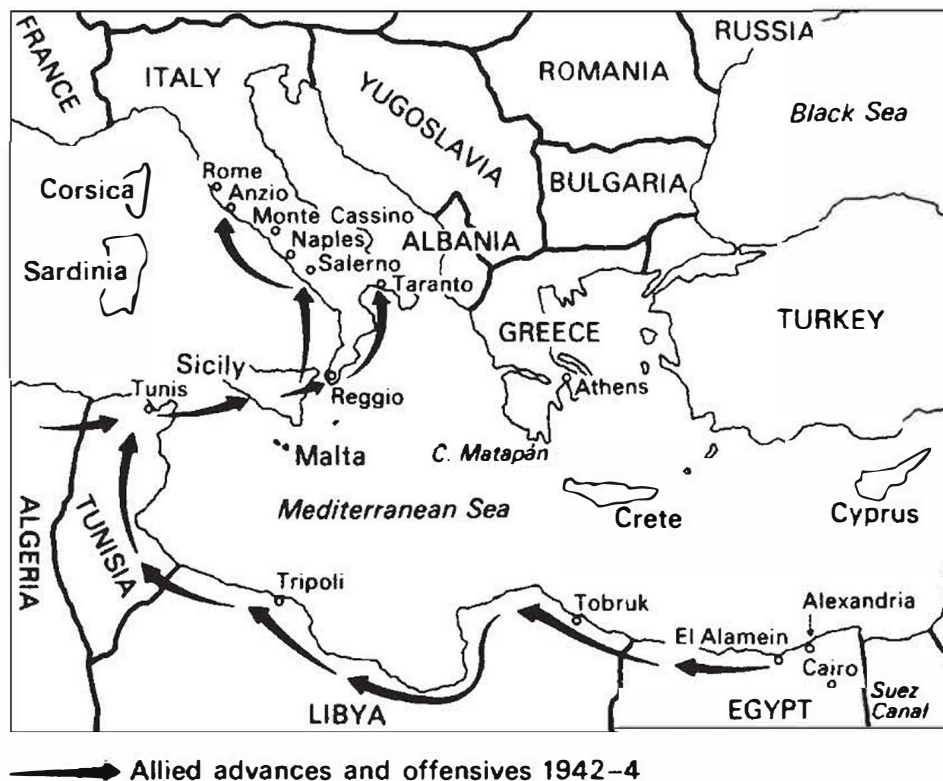 RUSSIA
FRANCE
ITALY
ROMANIA
YUGOSLAVIA
Black Sea
BULGARIA
Corsica
Rome
Anzio
Monte Cassino
Naples
ALBANIA
Salerno
Sardinia
Taranto
GREECE
TURKEY
Sicily
Tunis
Reggio
Athens
Malta
C. Matapán
Mediterranean Sea
Crete
Cyprus
ALGERIA
TUNISIA
Tripoli
Tobruk
Alexandria
El Alamein
Cairo
LIBYA
EGYPT
Suez
Canal
Allied advances and offensives 1942–4